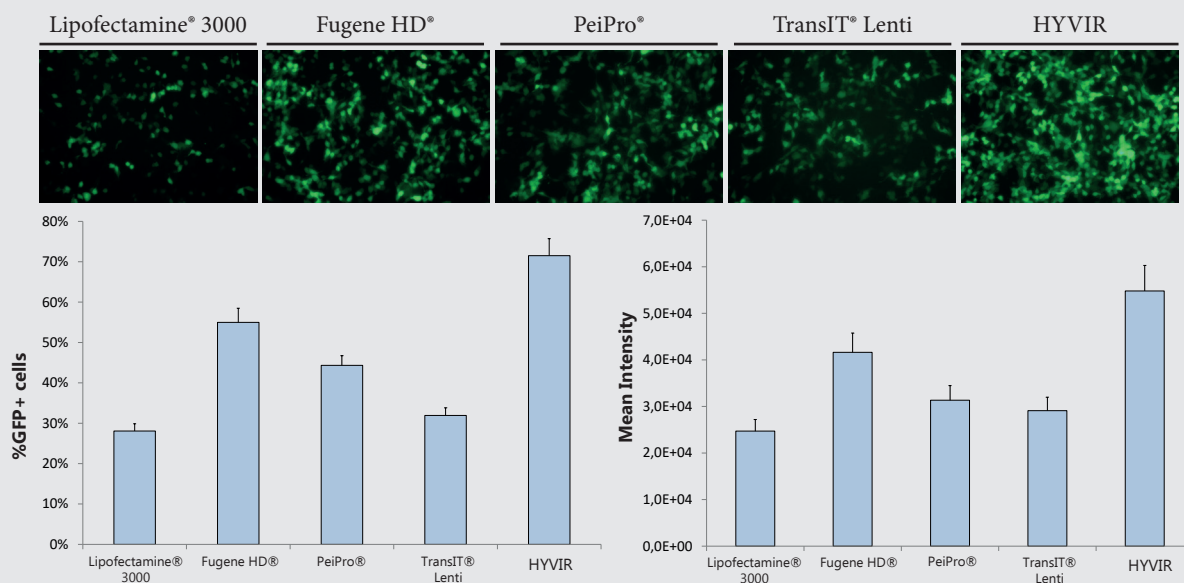 Lipofectamine® 3000
Fugene HD®
PeiPro®
TransIT® Lenti
HYVIR
80%
70%
60%
50%
40%
30%
20%
10%
0%
%GFP+ cells
Lipofectamine®
3000
Fugene HD®
PeiPro®
TransIT®
Lenti
HYVIR
7,0E+04
6,0E+04
5,0E+04
4,0E+04
3,0E+04
2,0E+04
1,0E+04
0,0E+00
Mean Intensity
Lipofectamine®
3000
Fugene HD®
PeiPro®
TransIT®
Lenti
HYVIR